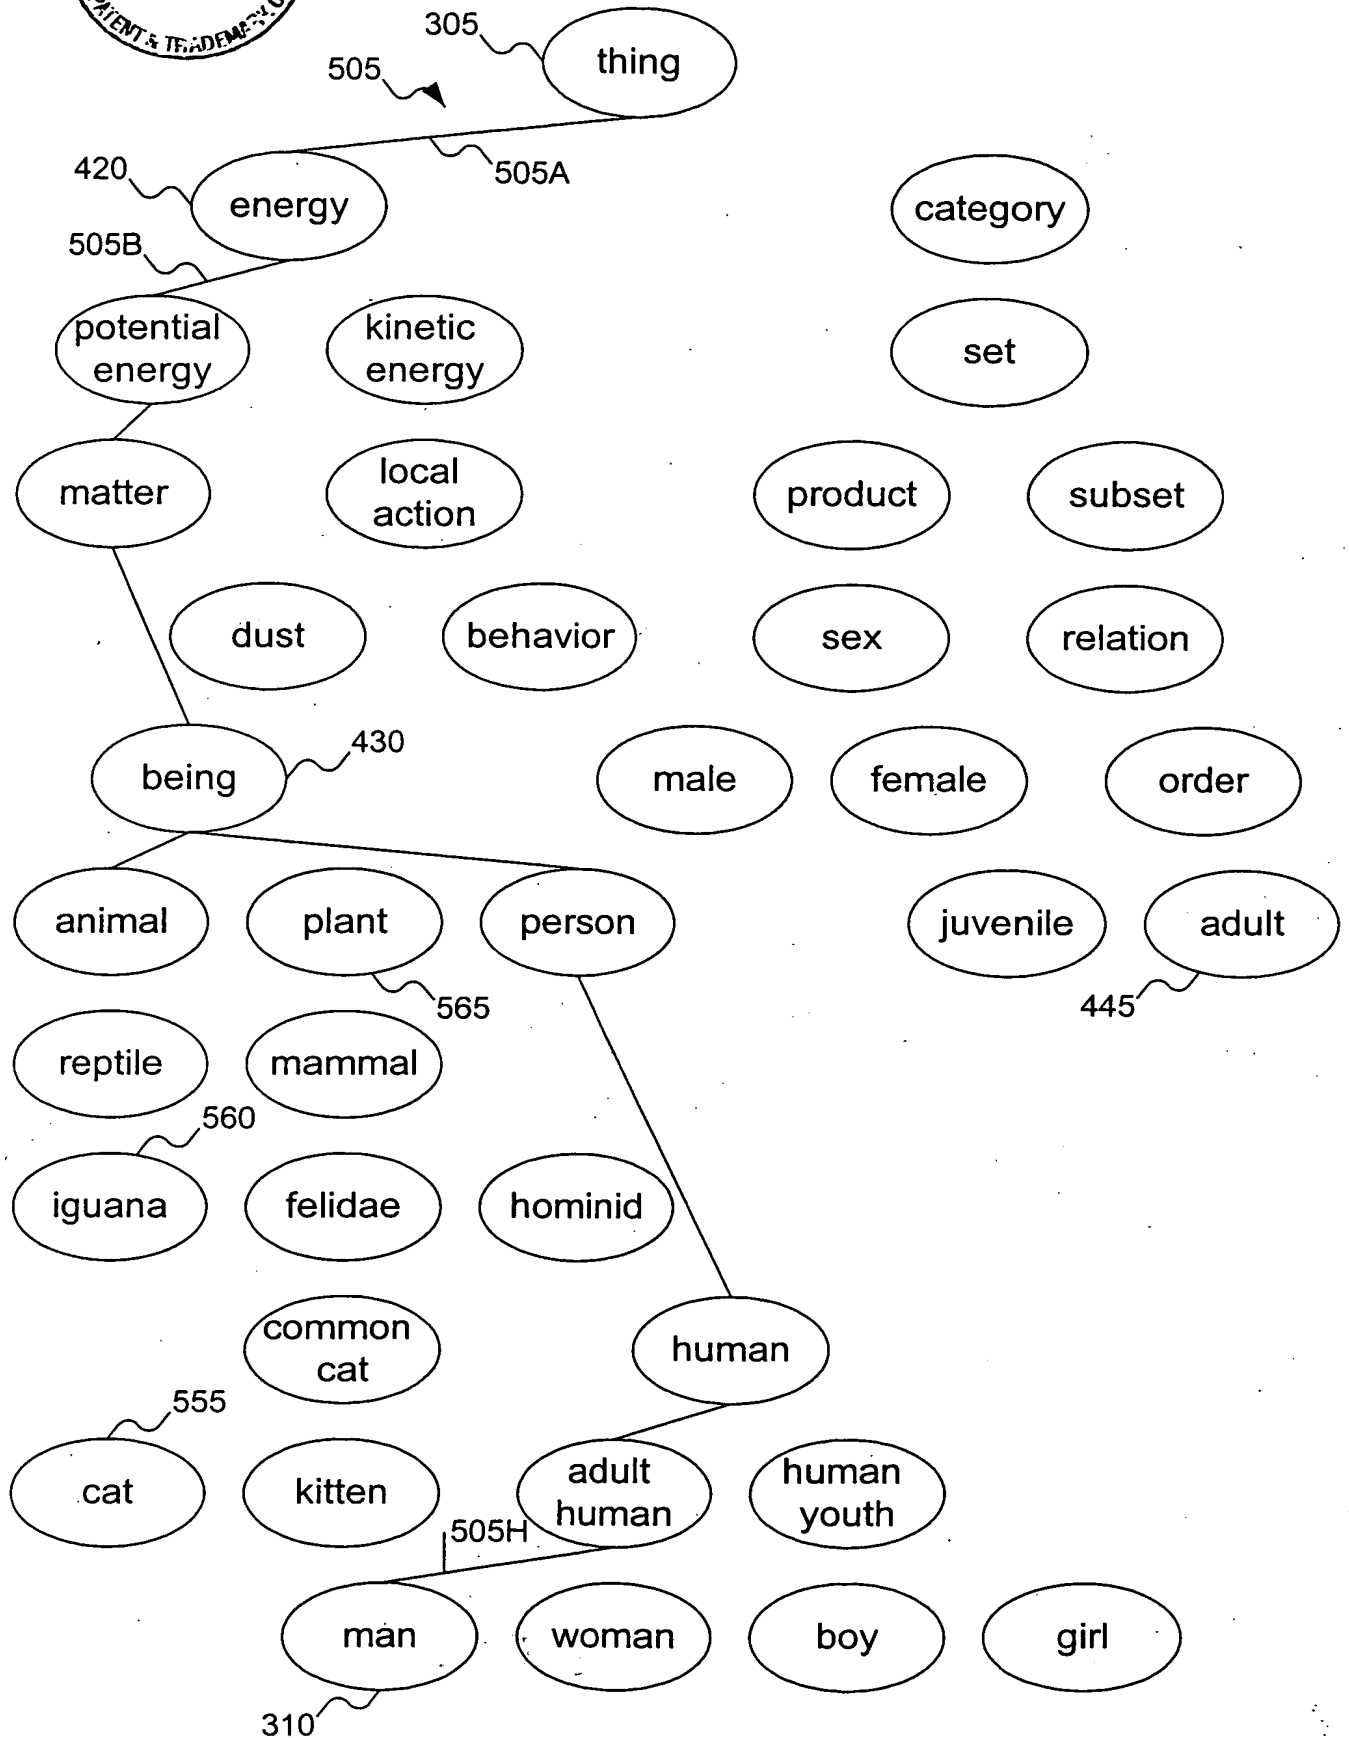 PATENT & TRADEMARK
305
thing
505
505A
420
energy
category
505B
potential
energy
kinetic
energy
set
matter
local
action
product
subset
dust
behavior
sex
relation
430
being
male
female
order
animal
plant
person
juvenile
adult
565
445
reptile
mammal
560
iguana
felidae
hominid
common
cat
human
555
cat
kitten
adult
human
human
youth
505H
man
woman
boy
girl
310